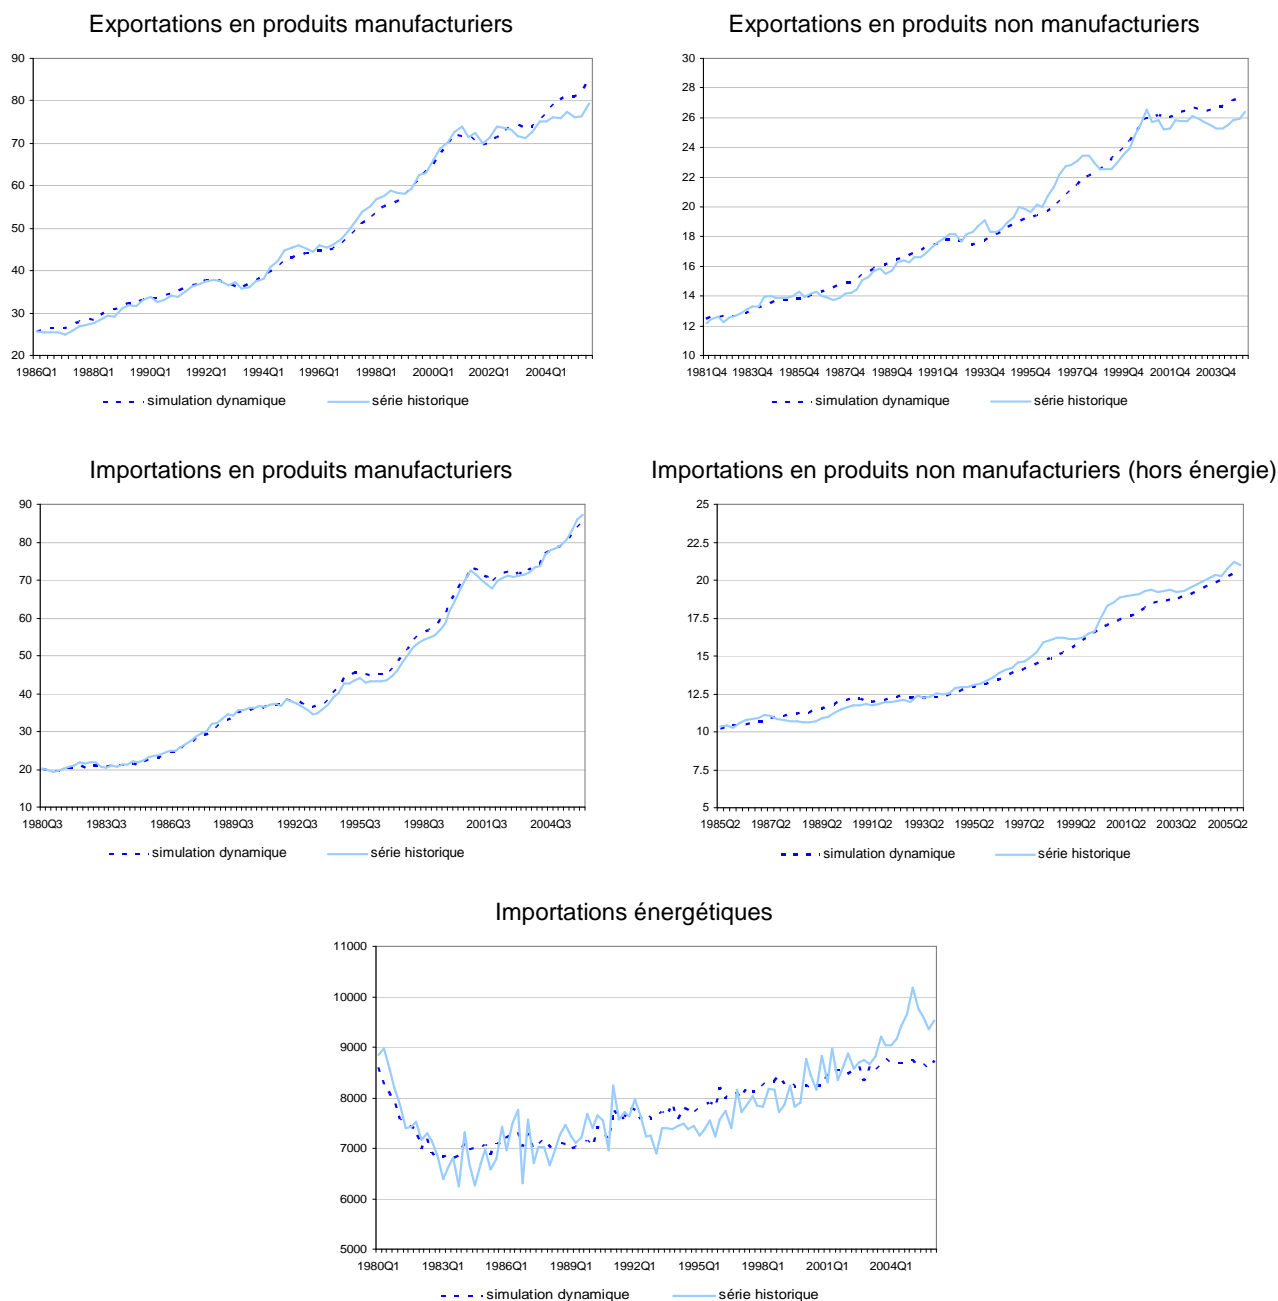 Exportations en produits manufacturiers
90
80
70
60
50
40
30
20
1986Q1 1988Q1 1990Q1 1992Q1 1994Q1 1996Q1 1998Q1 2000Q1 2002Q1 2004Q1
simulation dynamique série historique
Exportations en produits non manufacturiers
30
28
26
24
22
20
18
16
14
12
10
1981Q4 1983Q4 1985Q4 1987Q4 1989Q4 1991Q4 1993Q4 1995Q4 1997Q4 1999Q4 2001Q4 2003Q4
simulation dynamique série historique
Importations en produits manufacturiers
90
80
70
60
50
40
30
20
10
1980Q3 1983Q3 1986Q3 1989Q3 1992Q3 1995Q3 1998Q3 2001Q3 2004Q3
simulation dynamique série historique
Importations en produits non manufacturiers (hors énergie)
25
22.5
20
17.5
15
12.5
10
7.5
5
1985Q2 1987Q2 1989Q2 1991Q2 1993Q2 1995Q2 1997Q2 1999Q2 2001Q2 2003Q2 2005Q2
simulation dynamique série historique
Importations énergétiques
11000
10000
9000
8000
7000
6000
5000
1980Q1 1983Q1 1986Q1 1989Q1 1992Q1 1995Q1 1998Q1 2001Q1 2004Q1
simulation dynamique série historique